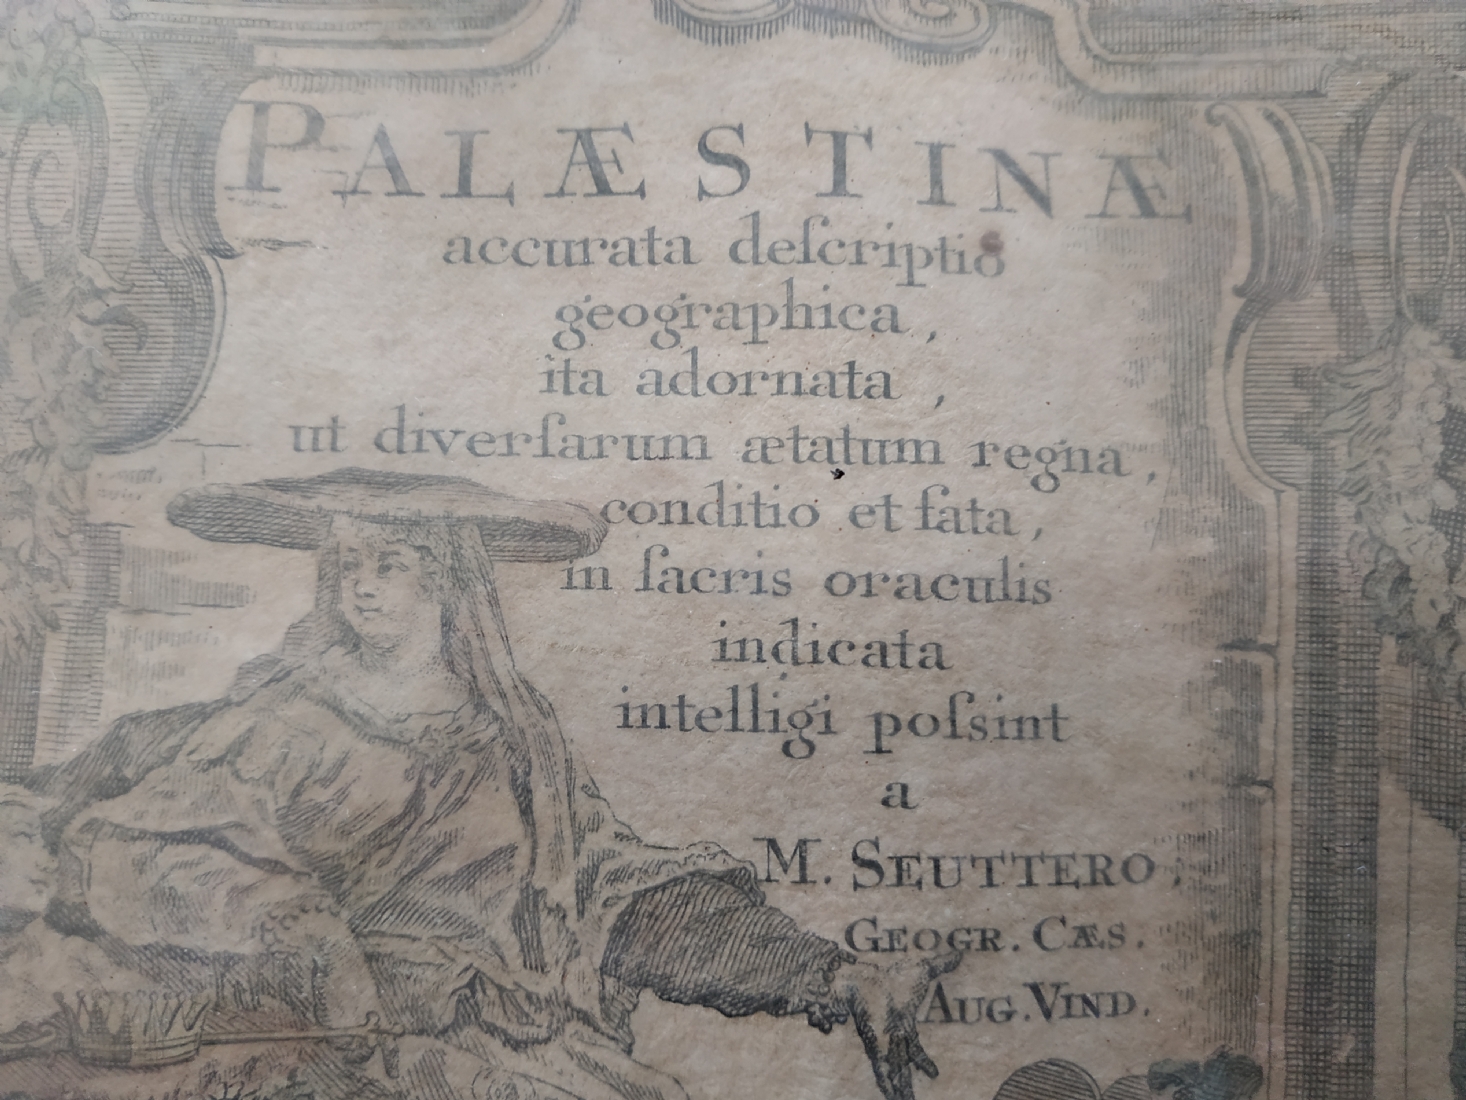 PALÆSTINÆ
accurata deſcriptio
geographica,
ita adornata,
ut diverſarum ætatum regna,
conditio et fata,
in ſacris oraculis
indicata
intelligi poſsint
a
M. SEUTTERO,
GEOGR. CÆS.
AUG. VIND.